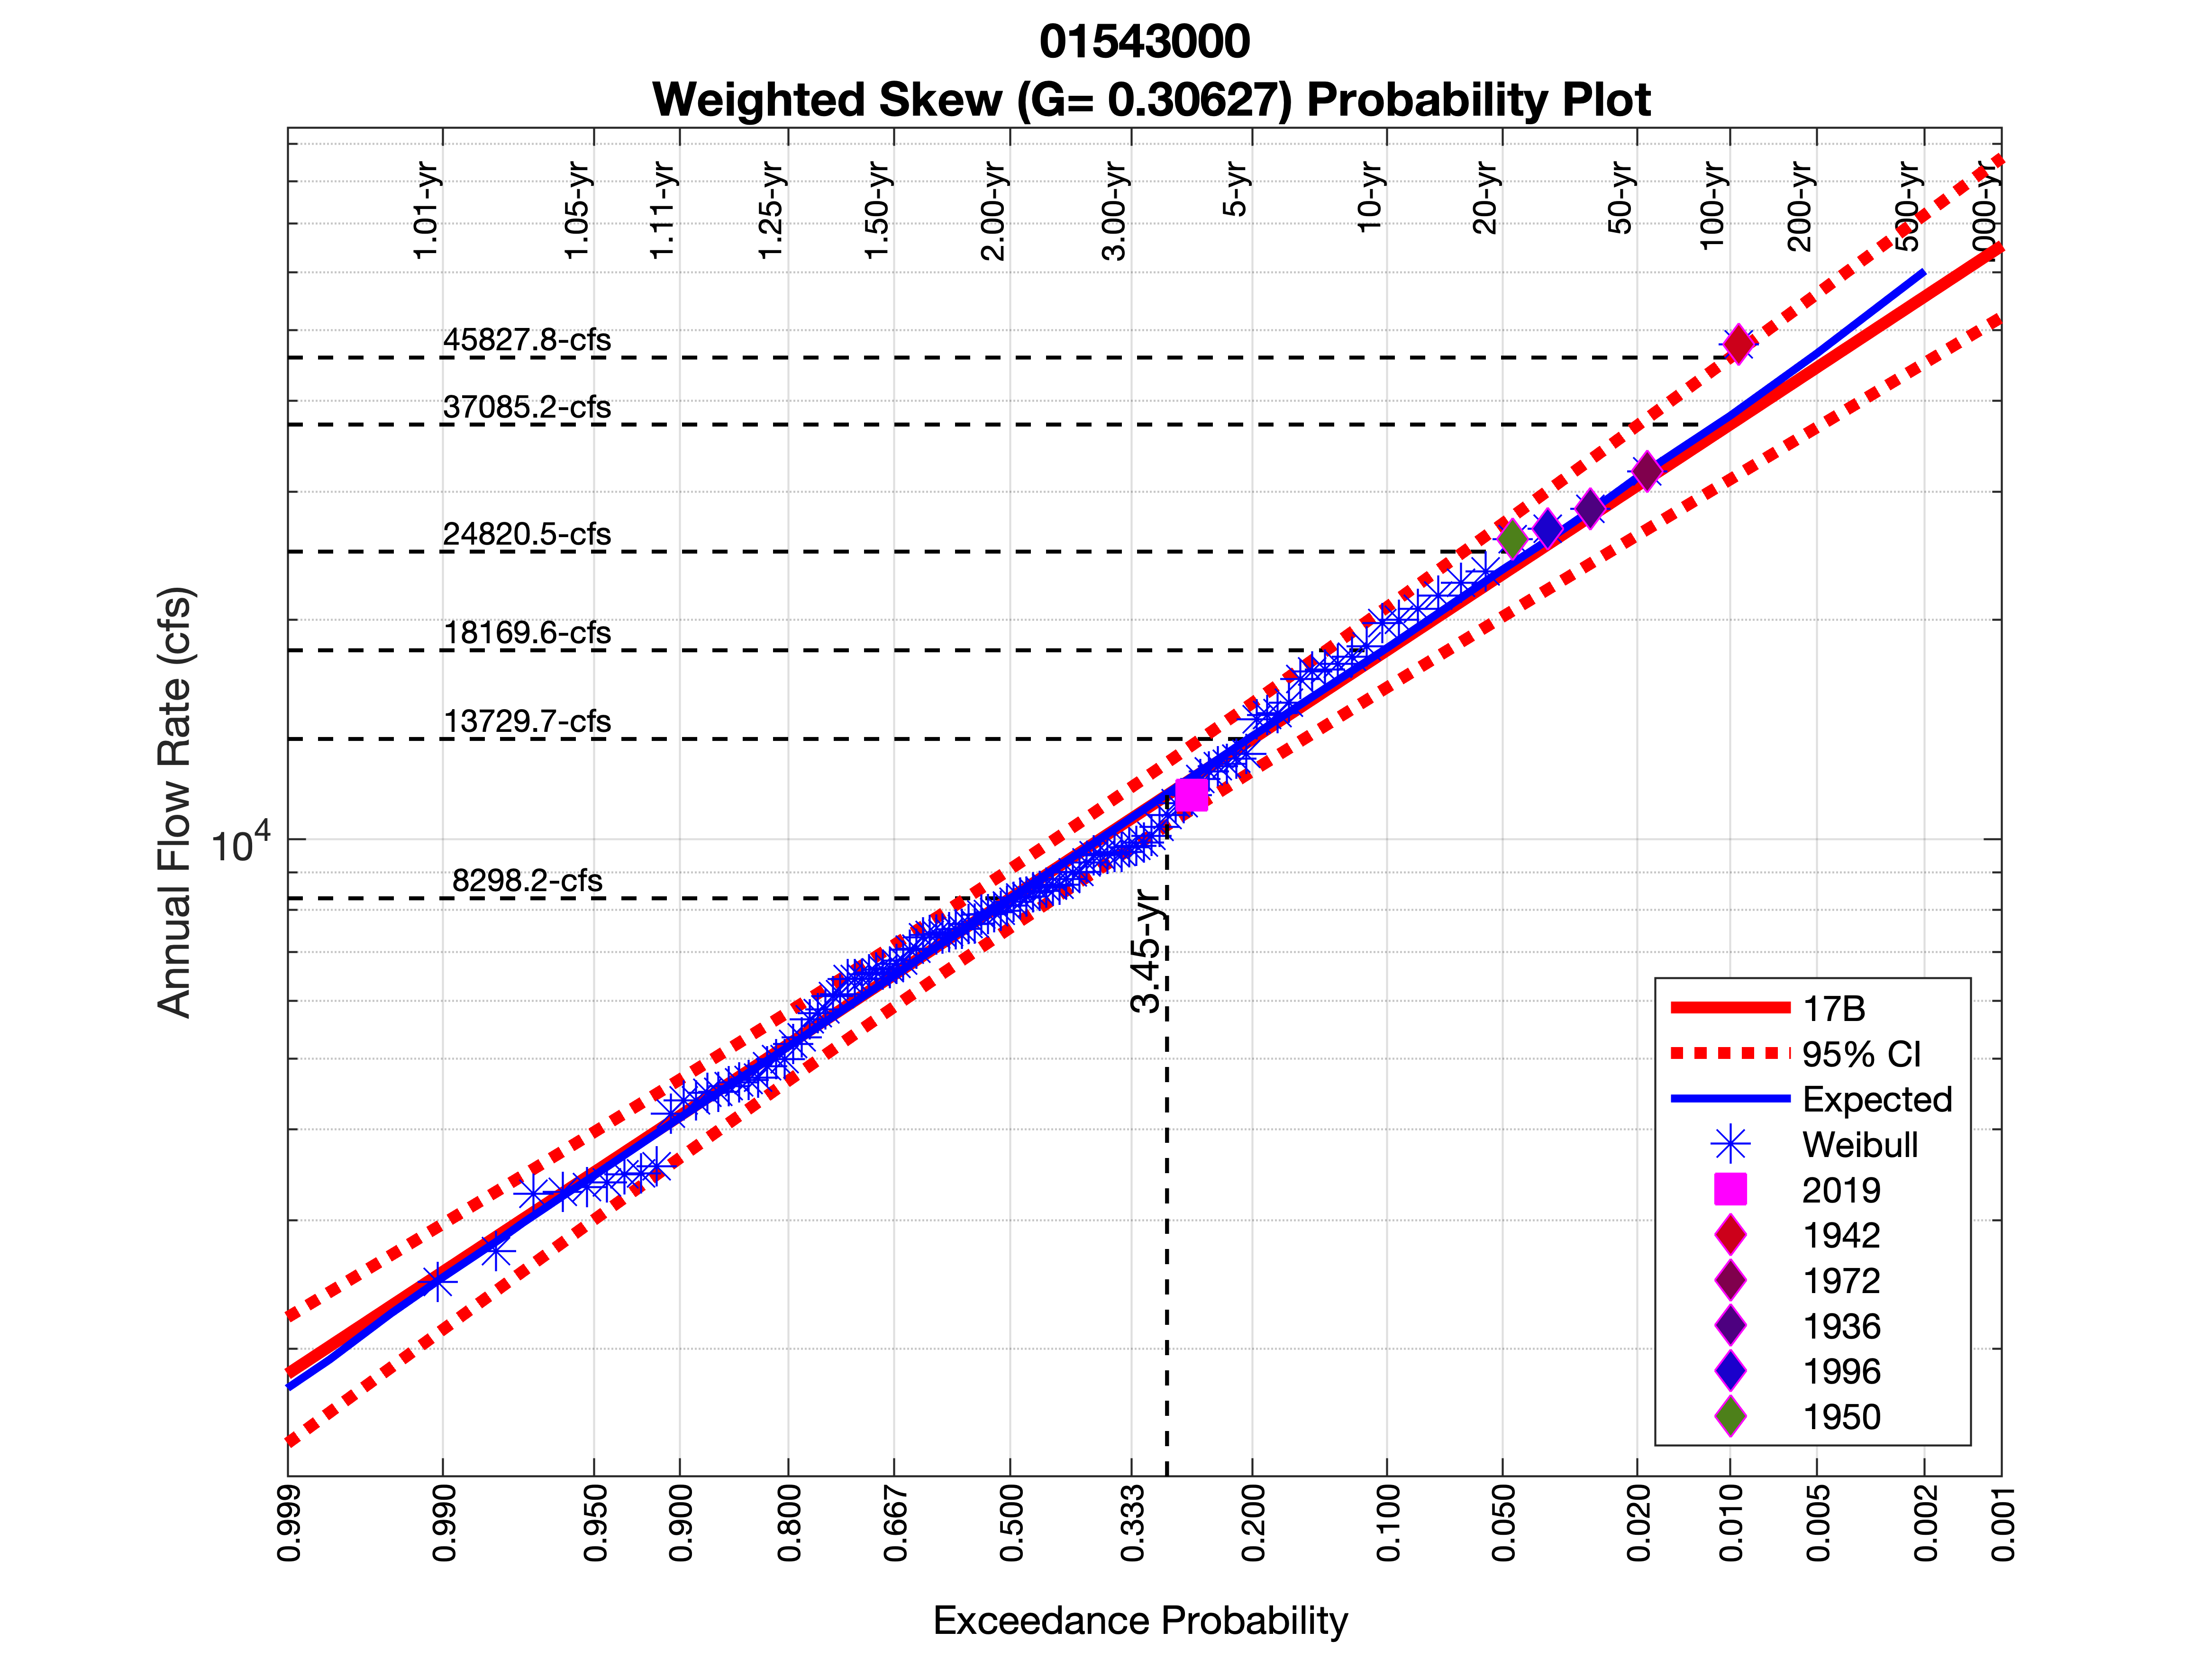 01543000
Weighted Skew (G= 0.30627) Probability Plot
1.01-yr
1.05-yr
1.11-yr
1.25-yr
1.50-yr
2.00-yr
3.00-yr
5-yr
10-yr
20-yr
50-yr
100-yr
200-yr
500-yr
45827.8-cfs
37085.2-cfs
24820.5-cfs
18169.6-cfs
13729.7-cfs
8298.2-cfs
3.45-yr
Annual Flow Rate (cfs)
10^4
17B
95% CI
Expected
Weibull
2019
1942
1972
1936
1996
1950
0.999
0.990
0.950
0.900
0.800
0.667
0.500
0.333
0.200
0.100
0.050
0.020
0.010
0.005
0.002
0.001
Exceedance Probability